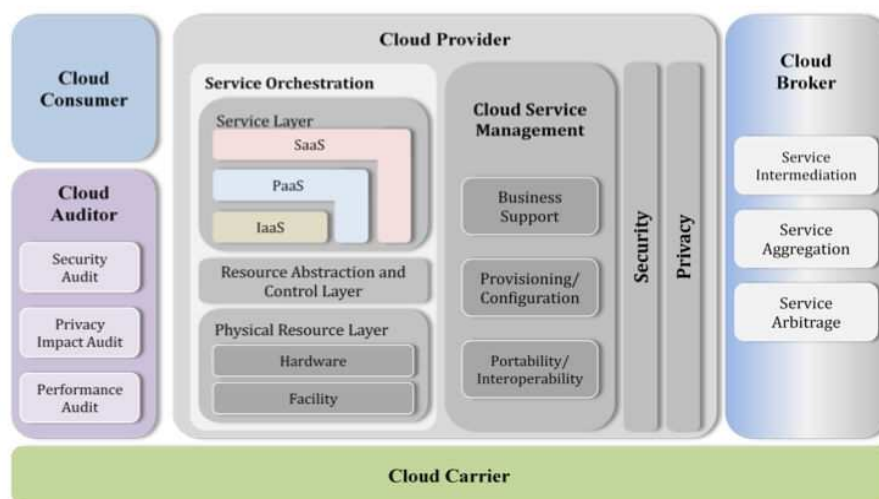 Cloud
Consumer
Cloud
Auditor
Security
Audit
Privacy
Impact Audit
Performance
Audit
Cloud Provider
Service Orchestration
Service Layer
SaaS
PaaS
IaaS
Resource Abstraction and
Control Layer
Physical Resource Layer
Hardware
Facility
Cloud Service
Management
Business
Support
Provisioning/
Configuration
Portability/
Interoperability
Security
Privacy
Cloud
Broker
Service
Intermediation
Service
Aggregation
Service
Arbitrage
Cloud Carrier